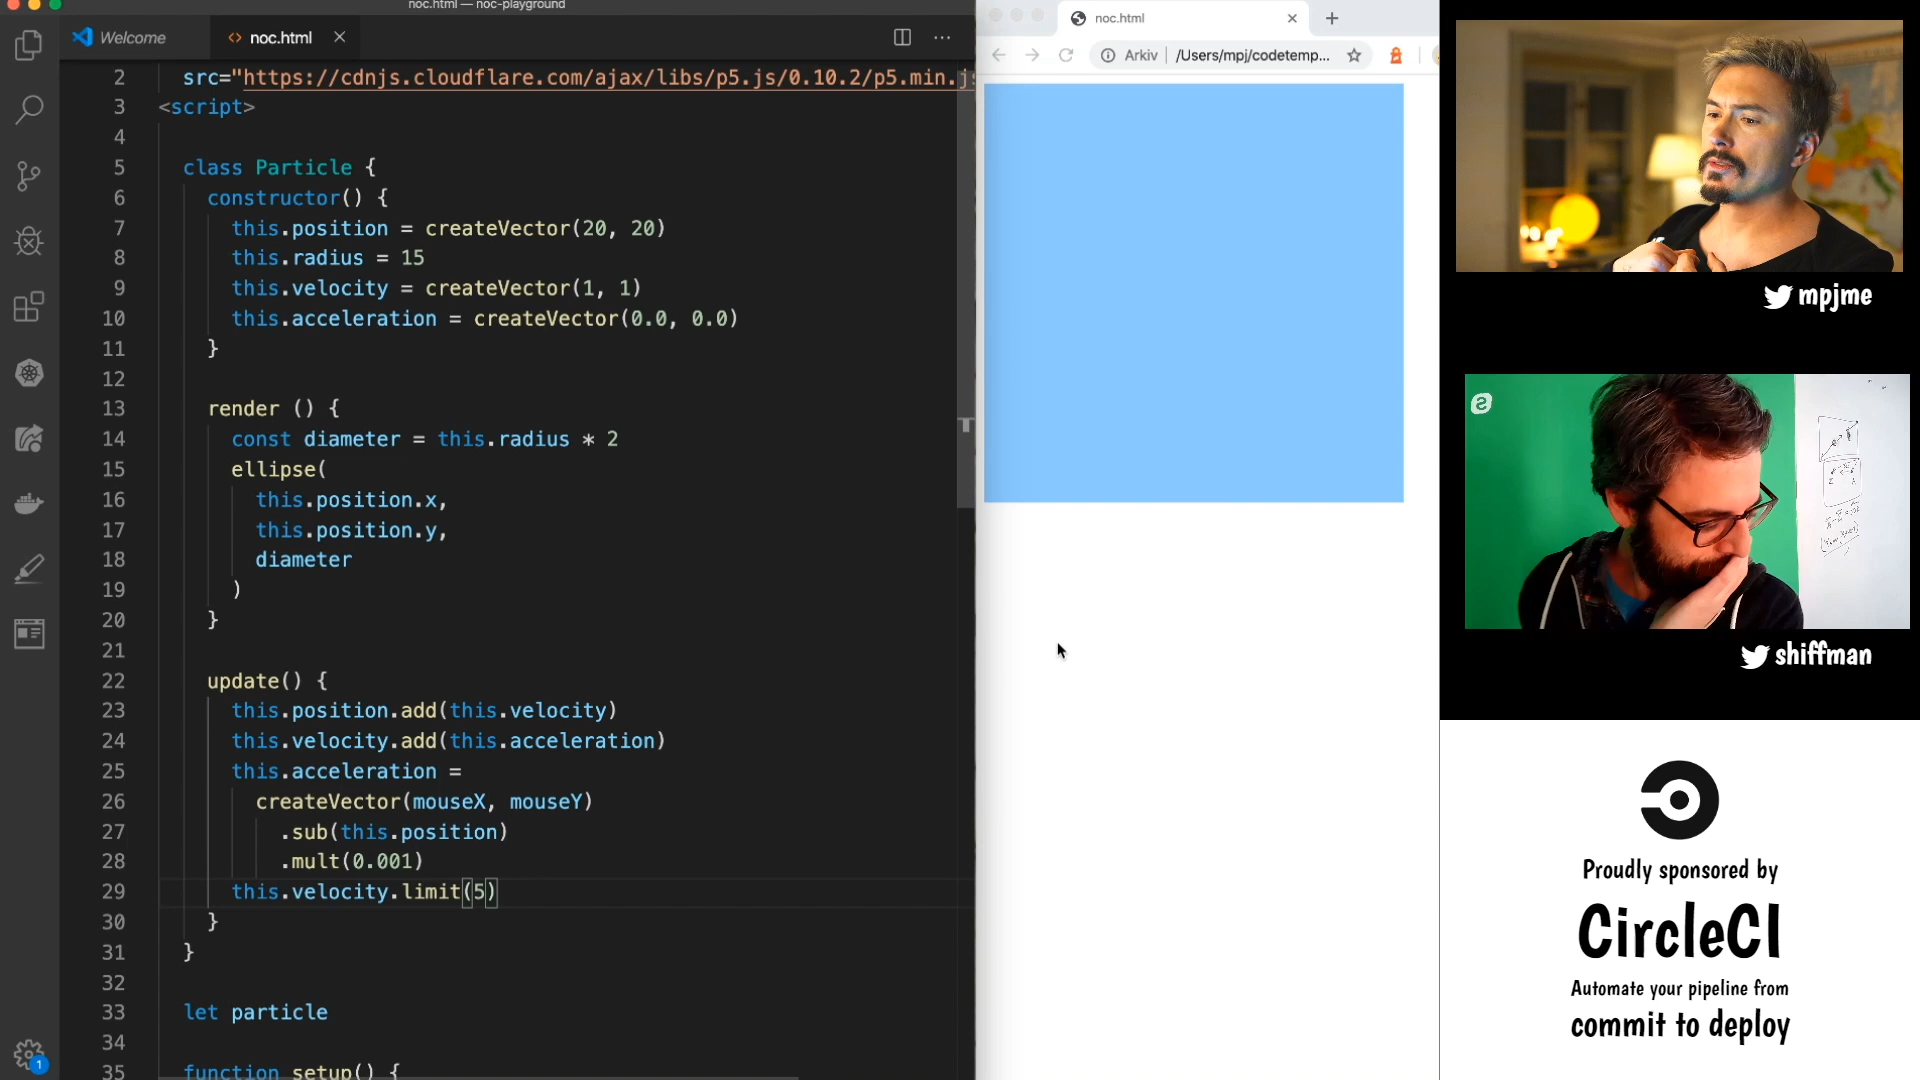 noc.html — noc-playground
Welcome
<> noc.html
2 src="https://cdnjs.cloudflare.com/ajax/libs/p5.js/0.10.2/p5.min.js
3 <script>
4
5 class Particle {
6 constructor() {
7 this.position = createVector(20, 20)
8 this.radius = 15
9 this.velocity = createVector(1, 1)
10 this.acceleration = createVector(0.0, 0.0)
11 }
12
13 render () {
14 const diameter = this.radius * 2
15 ellipse(
16 this.position.x,
17 this.position.y,
18 diameter
19 )
20 }
21
22 update() {
23 this.position.add(this.velocity)
24 this.velocity.add(this.acceleration)
25 this.acceleration =
26 createVector(mouseX, mouseY)
27 .sub(this.position)
28 .mult(0.001)
29 this.velocity.limit(5)
30 }
31 }
32
33 let particle
34
35 function setup() {
1
noc.html
Arkiv | /Users/mpj/codetemp...
mpjme
shiffman
Proudly sponsored by
CircleCI
Automate your pipeline from
commit to deploy